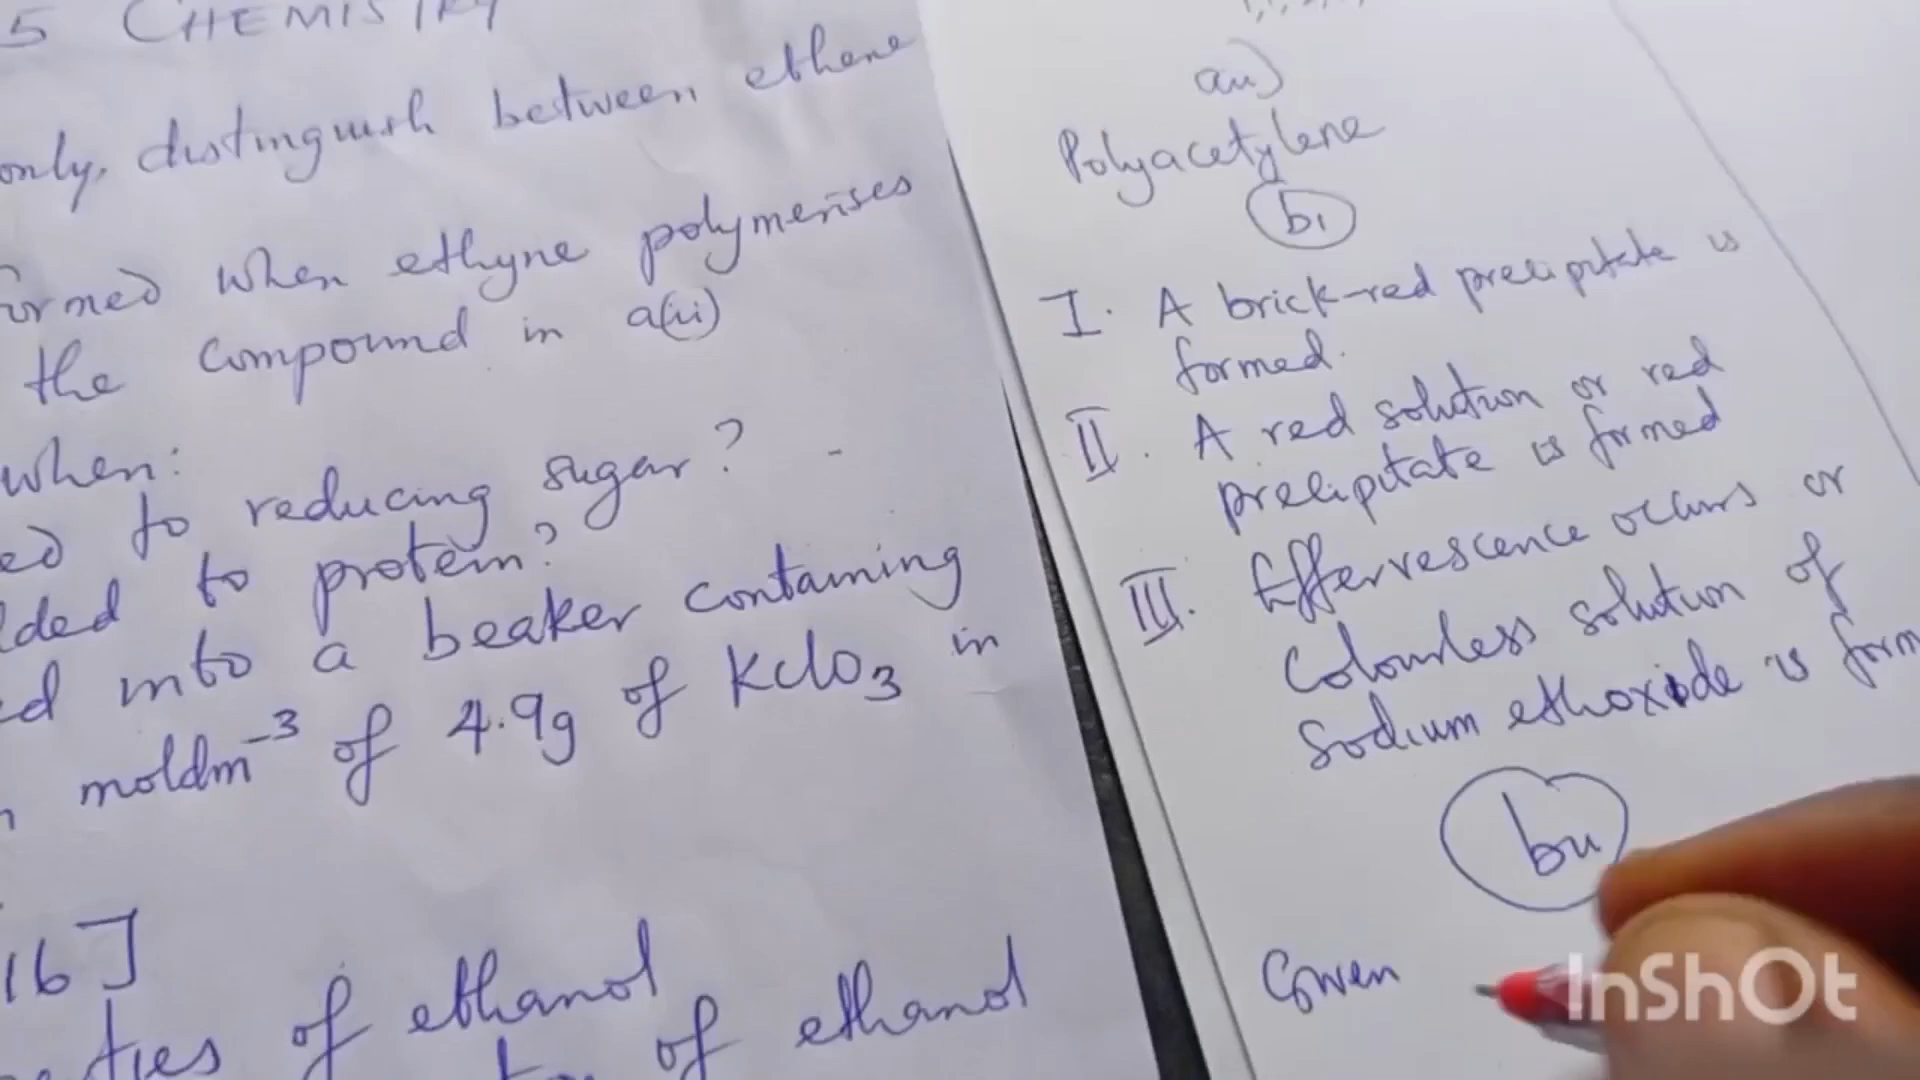 5 CHEMISTRY
only, distinguish between ethene
formed when ethyne polymerises
the compound in a(ii)
when:
ed to reducing sugar?
dded to protein?
ed into a beaker containing
moldm⁻³ of 4.9g of KClO₃ in
16]
of ethanol
of ethanol
aii)
Polyacetylene
bi
I. A brick-red precipitate is
formed.
II. A red solution or red
precipitate is formed
III. Effervescence occurs or
Colourless solution of
Sodium ethoxide is form
bii
Given
InShOt